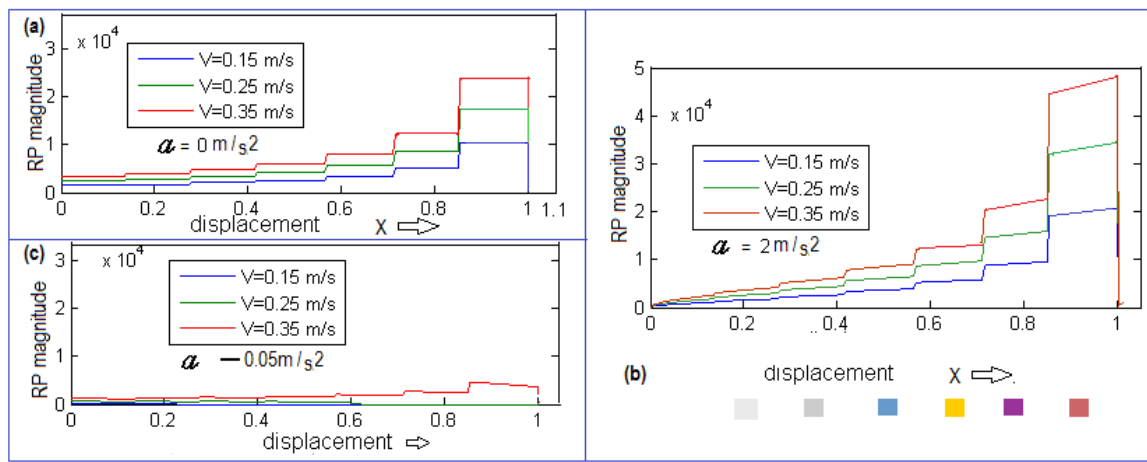 (a)
x 10^4
3
2
1
0
RP magnitude
V=0.15 m/s
V=0.25 m/s
V=0.35 m/s
a = 0 m/s2
0 0.2 0.4 0.6 0.8 1 1.1
displacement X
(c)
x 10^4
3
2
1
0
RP magnitude
V=0.15 m/s
V=0.25 m/s
V=0.35 m/s
a — 0.05m/s2
0 0.2 0.4 0.6 0.8 1
displacement
5
4
3
2
1
0
x 10^4
RP magnitude
V=0.15 m/s
V=0.25 m/s
V=0.35 m/s
a = 2 m/s2
0 0.2 0.4 0.6 0.8 1
(b) displacement X